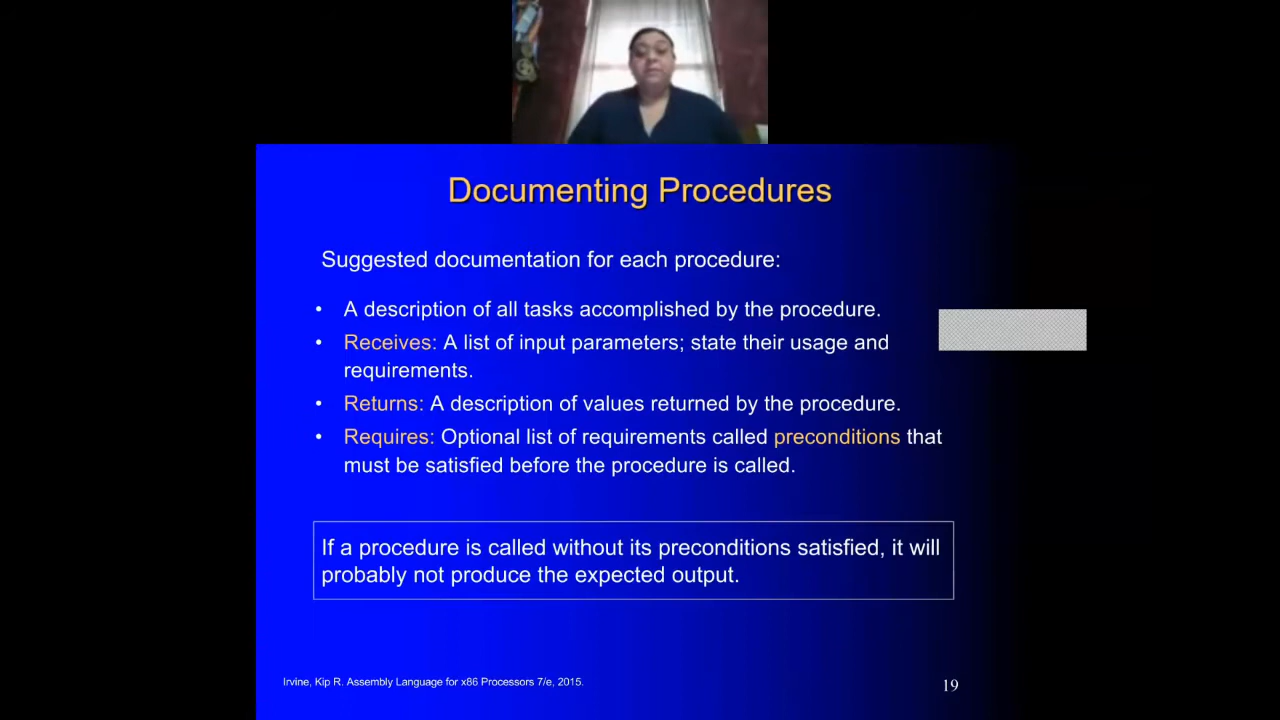 Documenting Procedures
Suggested documentation for each procedure:
• A description of all tasks accomplished by the procedure.
• Receives: A list of input parameters; state their usage and
requirements.
• Returns: A description of values returned by the procedure.
• Requires: Optional list of requirements called preconditions that
must be satisfied before the procedure is called.
If a procedure is called without its preconditions satisfied, it will
probably not produce the expected output.
Irvine, Kip R. Assembly Language for x86 Processors 7/e, 2015.
19